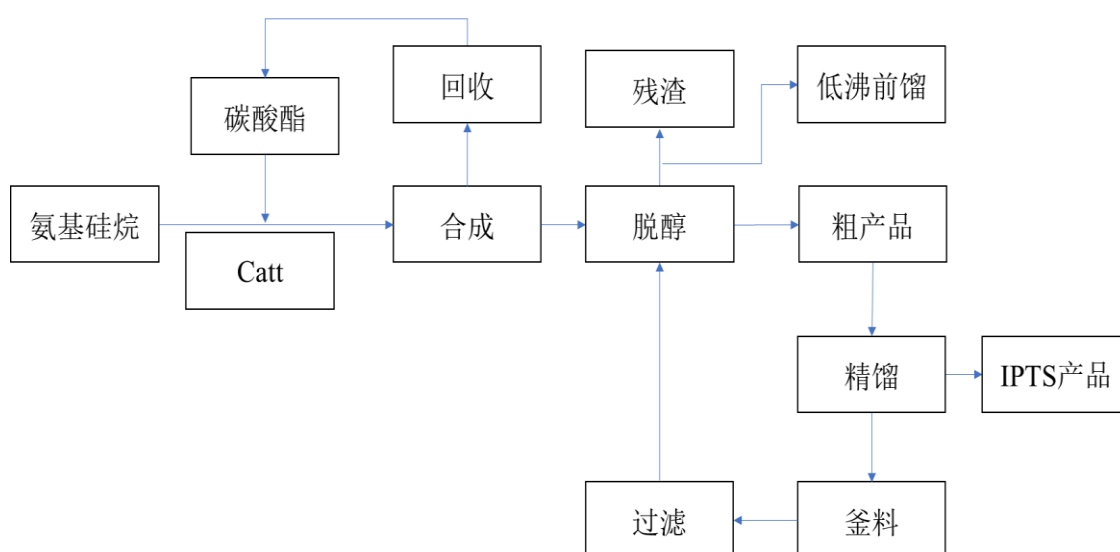 回收
残渣
低沸前馏
碳酸酯
氨基硅烷
合成
脱醇
粗产品
Catt
精馏
IPTS产品
过滤
釜料